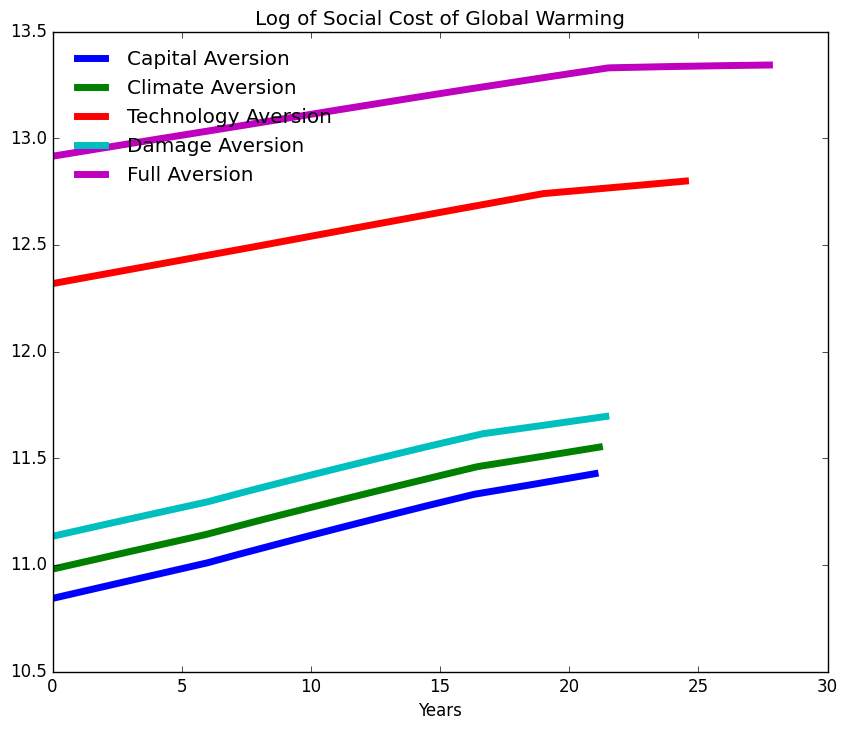 Log of Social Cost of Global Warming
13.5
13.0
12.5
12.0
11.5
11.0
10.5
Capital Aversion
Climate Aversion
Technology Aversion
Damage Aversion
Full Aversion
0 5 10 15 20 25 30
Years